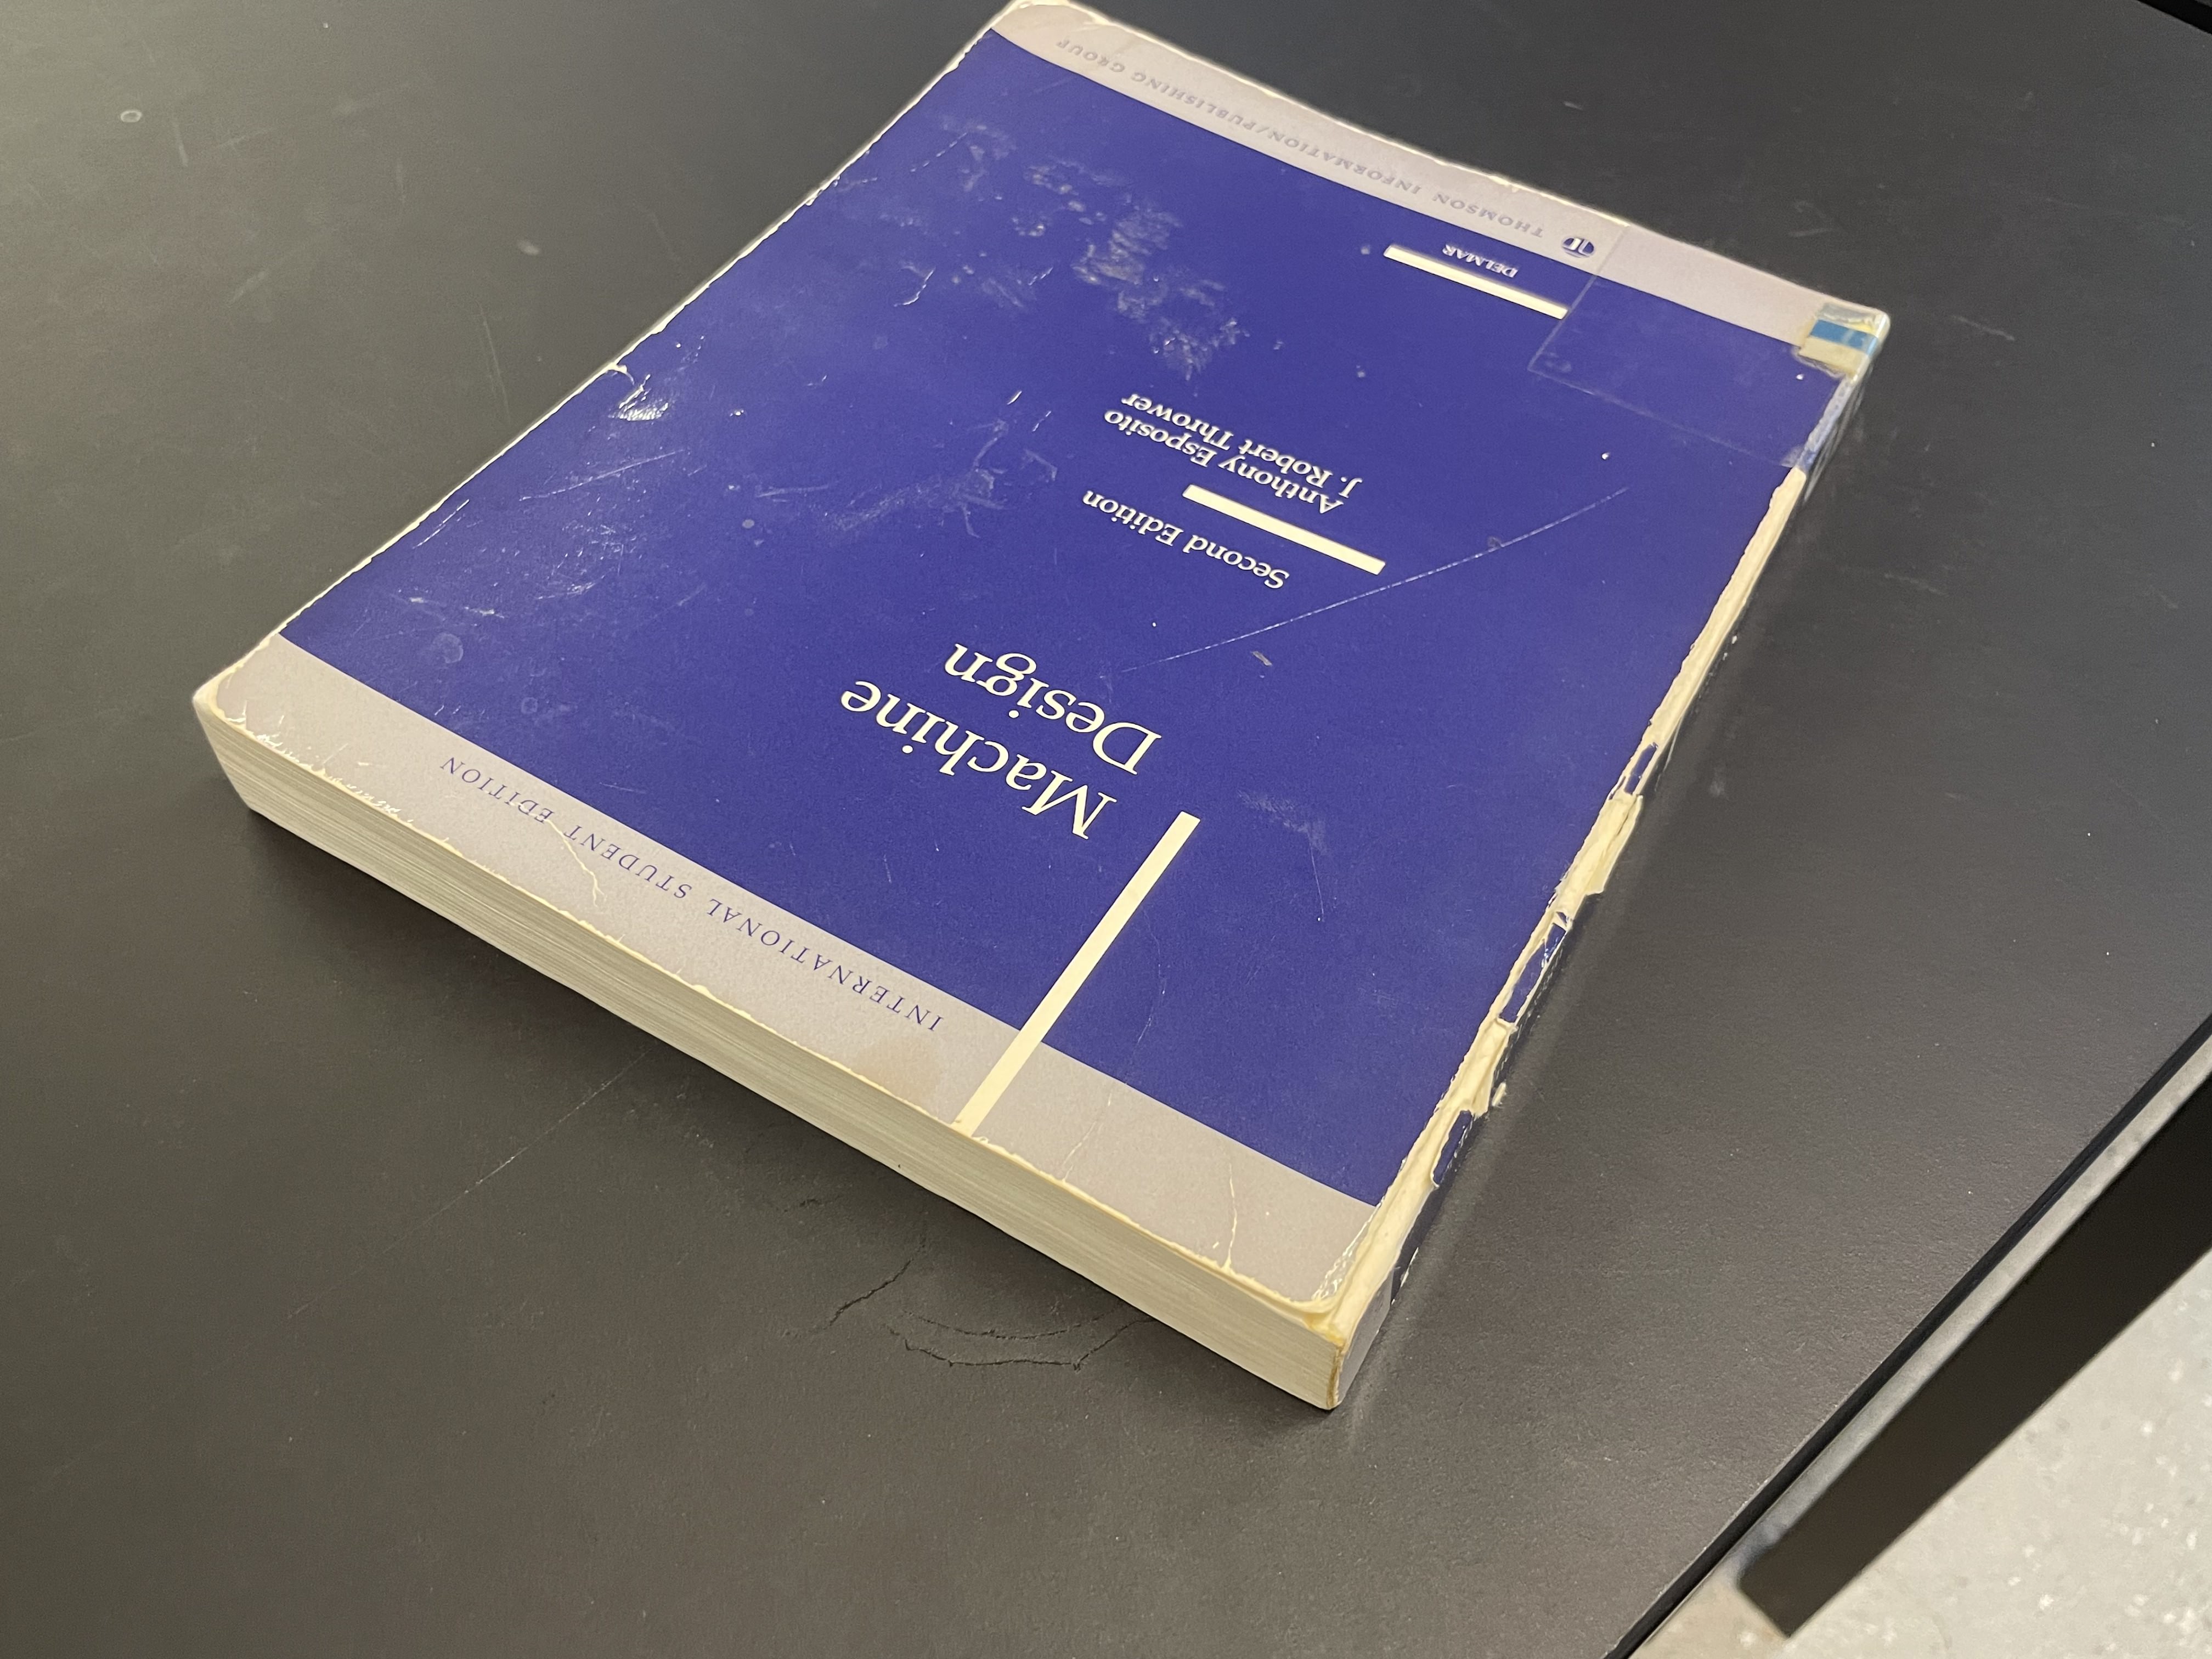 INTERNATIONAL STUDENT EDITION
Machine
Design
Second Edition
Anthony Esposito
J. Robert Thrower
DELMAR
THOMSON INFORMATION/PUBLISHING GROUP